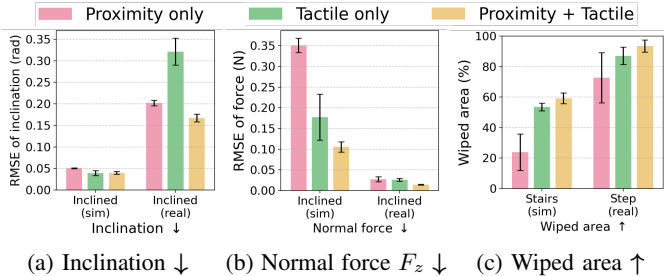 Proximity only Tactile only Proximity + Tactile
RMSE of inclination (rad)
0.35
0.30
0.25
0.20
0.15
0.10
0.05
0.00
Inclined
(sim)
Inclined
(real)
Inclination ↓
RMSE of force (N)
0.35
0.30
0.25
0.20
0.15
0.10
0.05
0.00
Inclined
(sim)
Inclined
(real)
Normal force ↓
Wiped area (%)
100
80
60
40
20
0
Stairs
(sim)
Step
(real)
Wiped area ↑
(a) Inclination ↓
(b) Normal force F_z ↓
(c) Wiped area ↑